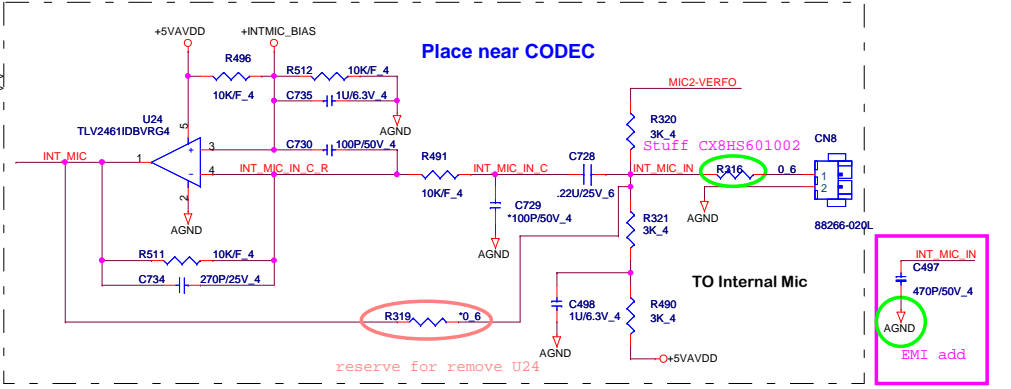 +5VAVDD
+INTMIC_BIAS
Place near CODEC
R496
10K/F_4
R512
10K/F_4
C735
1U/6.3V_4
AGND
U24
TLV2461IDBVRG4
5
3
+
1
4
-
2
AGND
INT_MIC
C730
100P/50V_4
INT_MIC_IN_C_R
R491
10K/F_4
INT_MIC_IN_C
C729
*100P/50V_4
AGND
C728
.22U/25V_6
MIC2-VERFO
R320
3K_4
Stuff CX8HS601002
INT_MIC_IN
R316
0_6
AGND
CN8
1
2
88266-020L
R321
3K_4
R511
10K/F_4
C734
270P/25V_4
R319
*0_6
reserve for remove U24
C498
1U/6.3V_4
AGND
R490
3K_4
+5VAVDD
TO Internal Mic
INT_MIC_IN
C497
470P/50V_4
AGND
EMI add